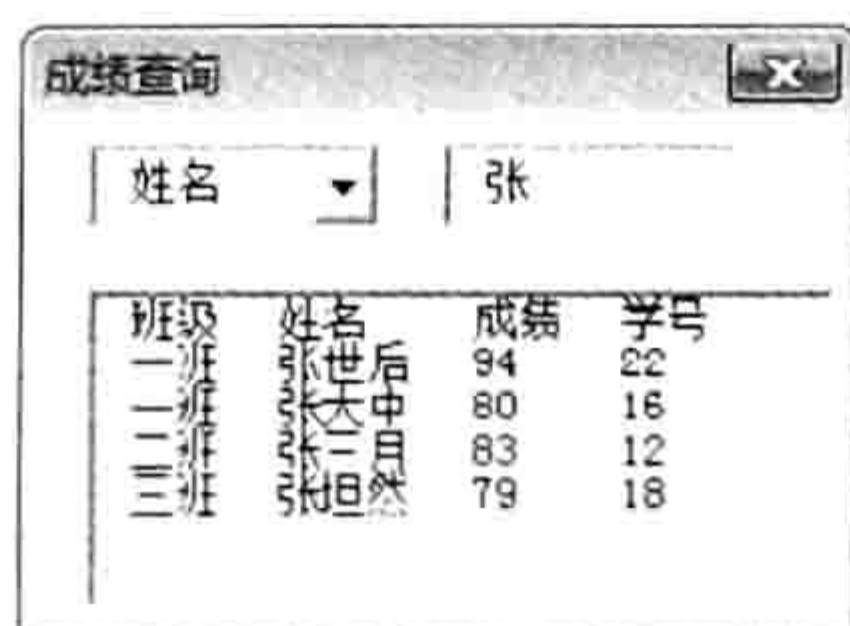 成绩查询
姓名 张
班级 姓名 成绩 学号
一班 张世后 94 22
一班 张大中 80 16
二班 张三且 83 12
三班 张坦然 79 18